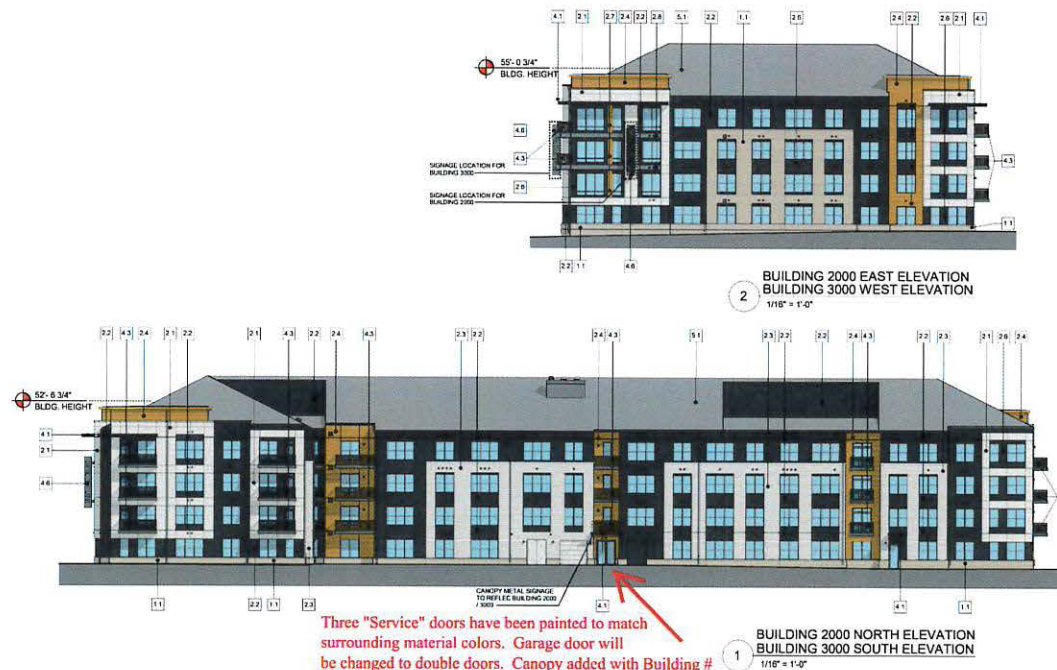 4.1 2.1 2.7 2.4 2.2 2.8 5.1 2.2 1.1 2.6 2.4 2.2 2.6 2.1 4.1
55'- 0 3/4"
BLDG. HEIGHT
4.6
4.3
4.3
SIGNAGE LOCATION FOR
BUILDING 3000
2.6
SIGNAGE LOCATION FOR
BUILDING 2000
1.1
2.2 1.1 4.6
2
BUILDING 2000 EAST ELEVATION
BUILDING 3000 WEST ELEVATION
1/16" = 1'-0"
2.2 4.3 2.4 2.1 2.2 2.1 4.3 2.2 2.4 4.3 2.3 2.2 2.4 4.3 5.1 2.3 2.2 2.2 2.4 4.3 2.2 2.3 2.1 2.6 2.4
52'- 6 3/4"
BLDG. HEIGHT
4.1
2.1
4.6
CANOPY METAL SIGNAGE
TO REFLEC BUILDING 2000
/ 3000
1.1 2.2 1.1 2.3 4.1 4.1 1.1
Three "Service" doors have been painted to match
surrounding material colors. Garage door will
be changed to double doors. Canopy added with Building #
1
BUILDING 2000 NORTH ELEVATION
BUILDING 3000 SOUTH ELEVATION
1/16" = 1'-0"